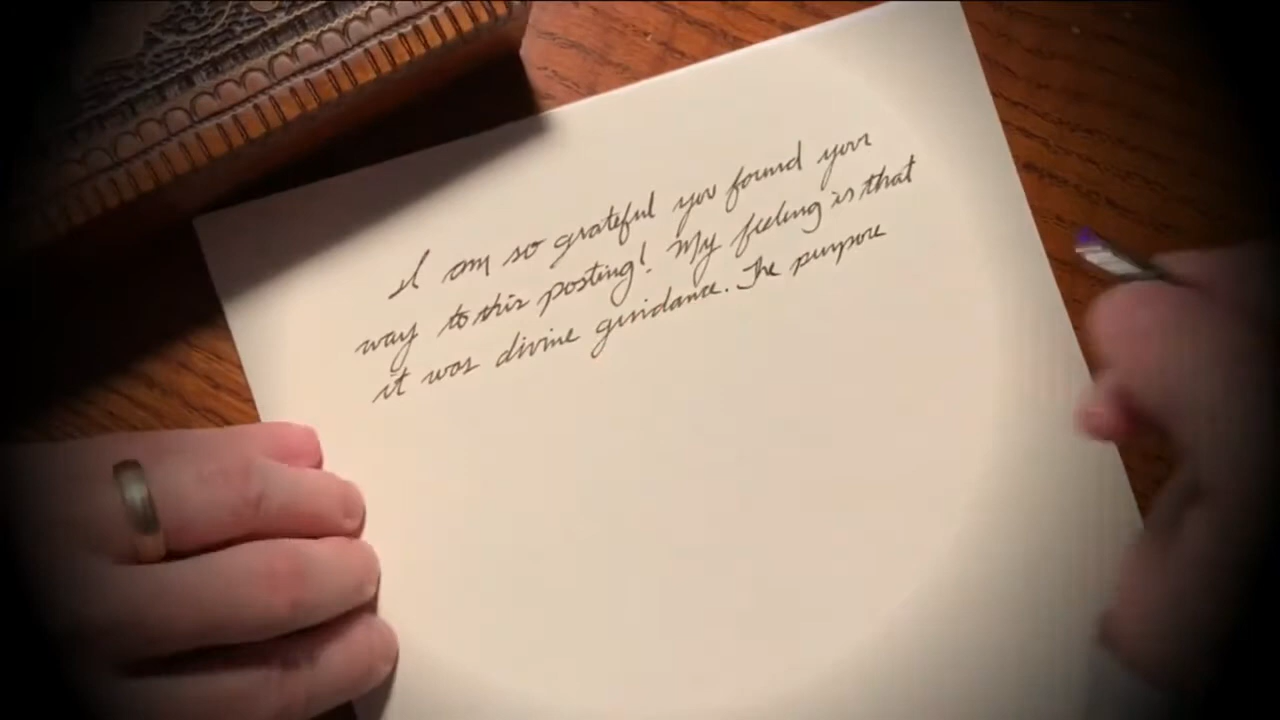 I am so grateful you found your
way to this posting! My feeling is that
it was divine guidance. The purpose